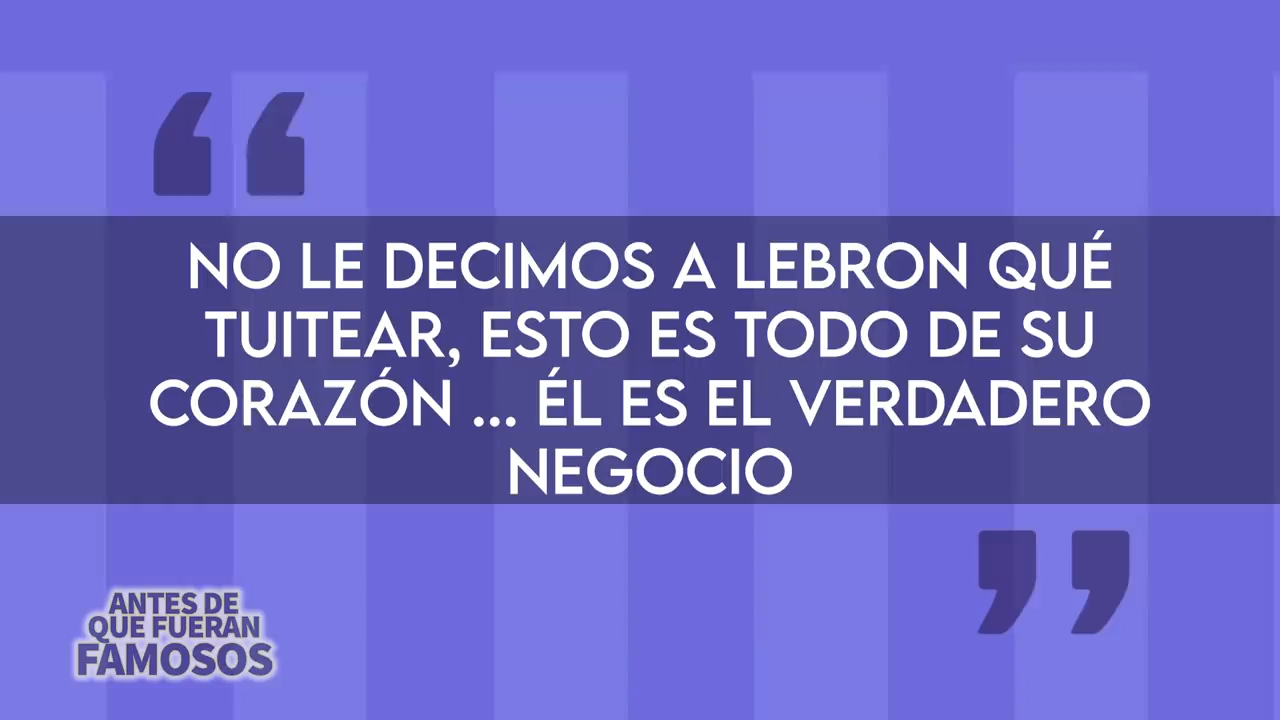 NO LE DECIMOS A LEBRON QUÉ
TUITEAR, ESTO ES TODO DE SU
CORAZÓN ... ÉL ES EL VERDADERO
NEGOCIO
ANTES DE
QUE FUERAN
FAMOSOS